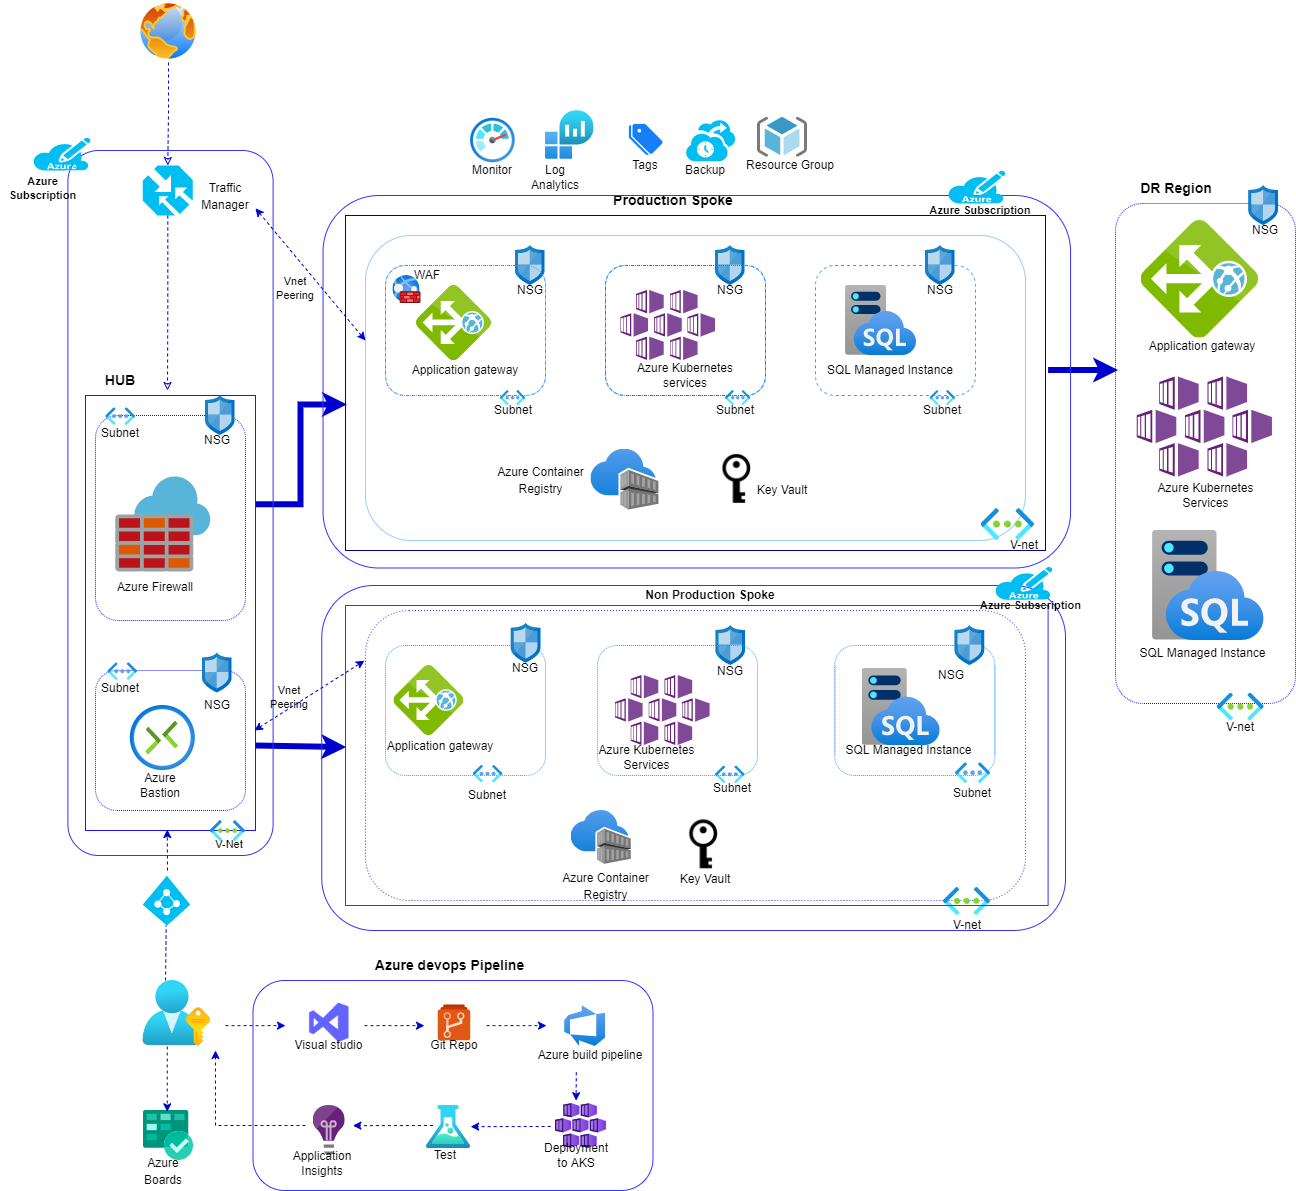 Monitor
Log
Analytics
Tags
Backup
Resource Group
Azure
Azure
Subscription
Traffic
Manager
Vnet
Peering
HUB
Subnet
NSG
Azure Firewall
Subnet
NSG
Azure
Bastion
V-Net
Production Spoke
Azure
Azure Subscription
WAF
NSG
Application gateway
Subnet
NSG
Azure Kubernetes
services
Subnet
NSG
SQL
SQL Managed Instance
Subnet
Azure Container
Registry
Key Vault
V-net
DR Region
NSG
Application gateway
Azure Kubernetes
Services
SQL
SQL Managed Instance
V-net
Non Production Spoke
Azure
Azure Subscription
Vnet
Peering
NSG
Application gateway
Subnet
NSG
Azure Kubernetes
Services
Subnet
NSG
SQL
SQL Managed Instance
Subnet
Azure Container
Registry
Key Vault
V-net
Azure devops Pipeline
Visual studio
Git Repo
Azure build pipeline
Deployment
to AKS
Test
Application
Insights
Azure
Boards